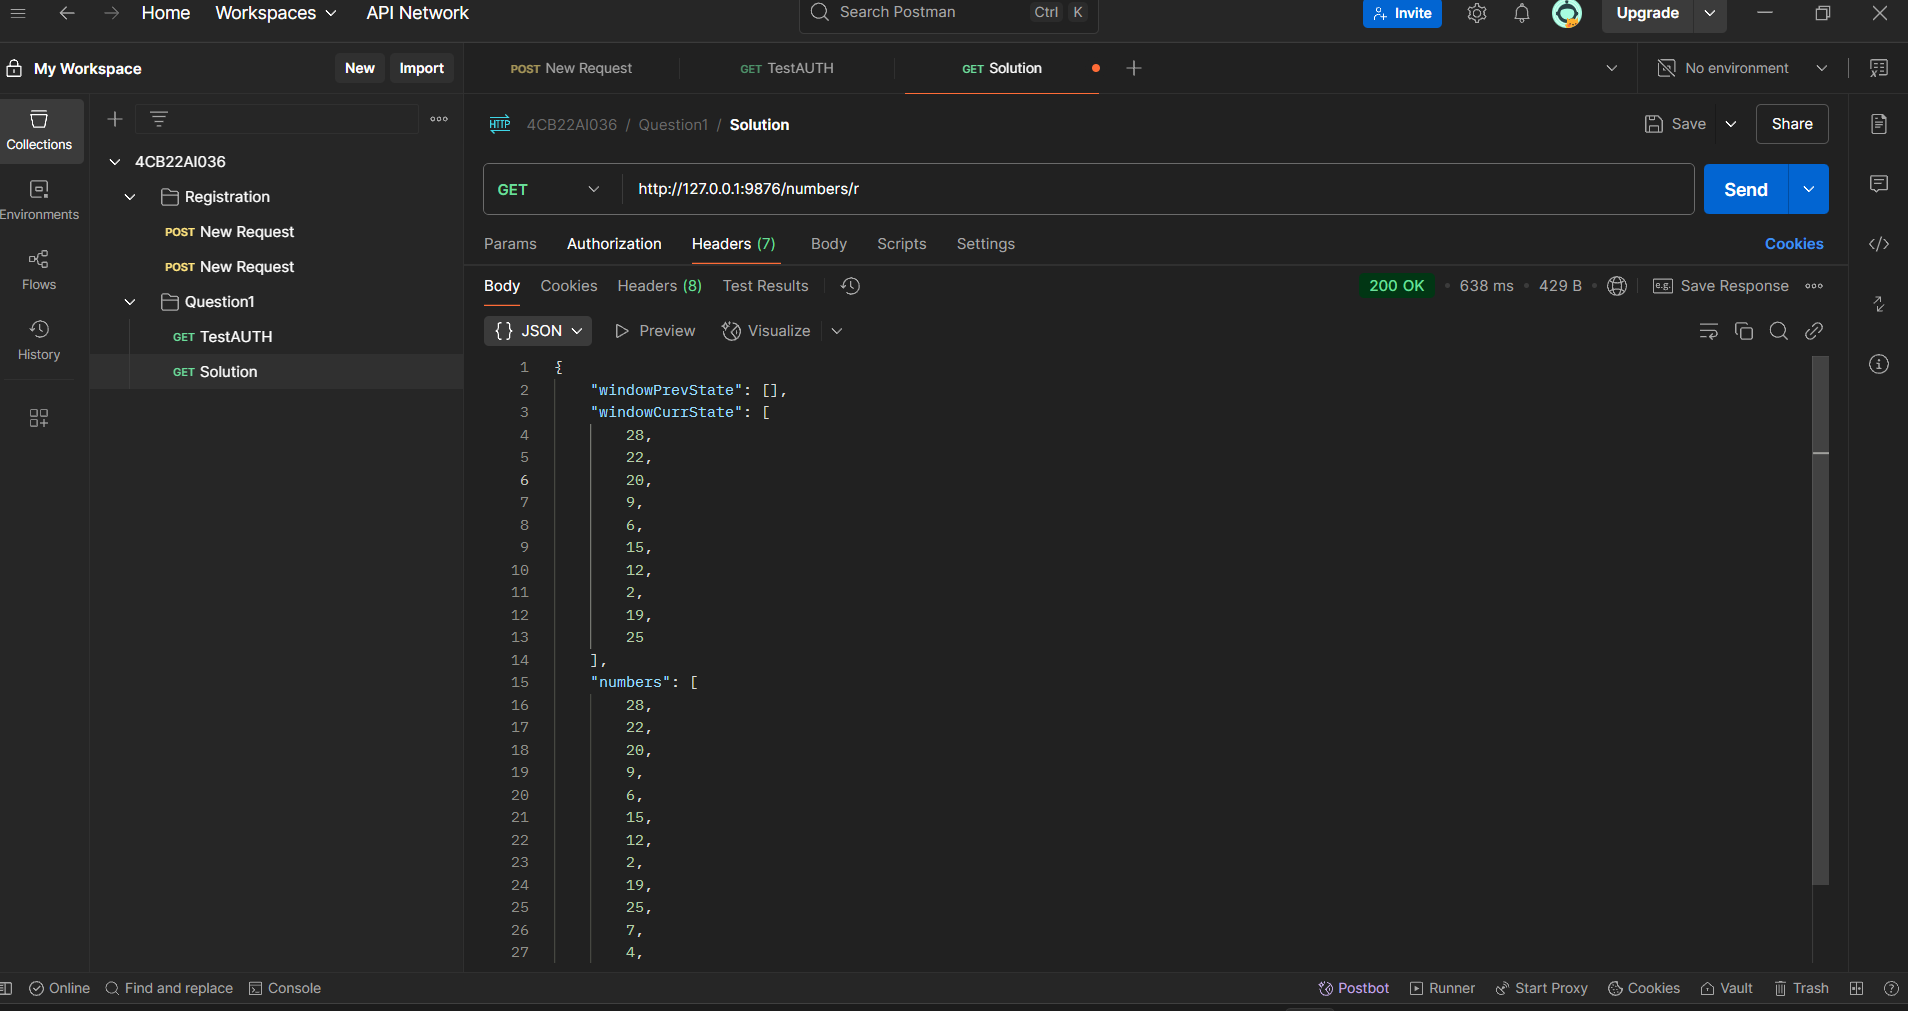 Home Workspaces API Network Search Postman Ctrl K Invite Upgrade
My Workspace New Import
POST New Request GET TestAUTH GET Solution No environment
Collections
Environments
Flows
History
4CB22AI036
Registration
POST New Request
POST New Request
Question1
GET TestAUTH
GET Solution
HTTP 4CB22AI036 / Question1 / Solution Save Share
GET http://127.0.0.1:9876/numbers/r Send
Params Authorization Headers (7) Body Scripts Settings Cookies
Body Cookies Headers (8) Test Results 200 OK • 638 ms • 429 B • e.g. Save Response
{} JSON Preview Visualize
1 {
2 "windowPrevState": [],
3 "windowCurrState": [
4 28,
5 22,
6 20,
7 9,
8 6,
9 15,
10 12,
11 2,
12 19,
13 25
14 ],
15 "numbers": [
16 28,
17 22,
18 20,
19 9,
20 6,
21 15,
22 12,
23 2,
24 19,
25 25,
26 7,
27 4,
Online Find and replace Console Postbot Runner Start Proxy Cookies Vault Trash